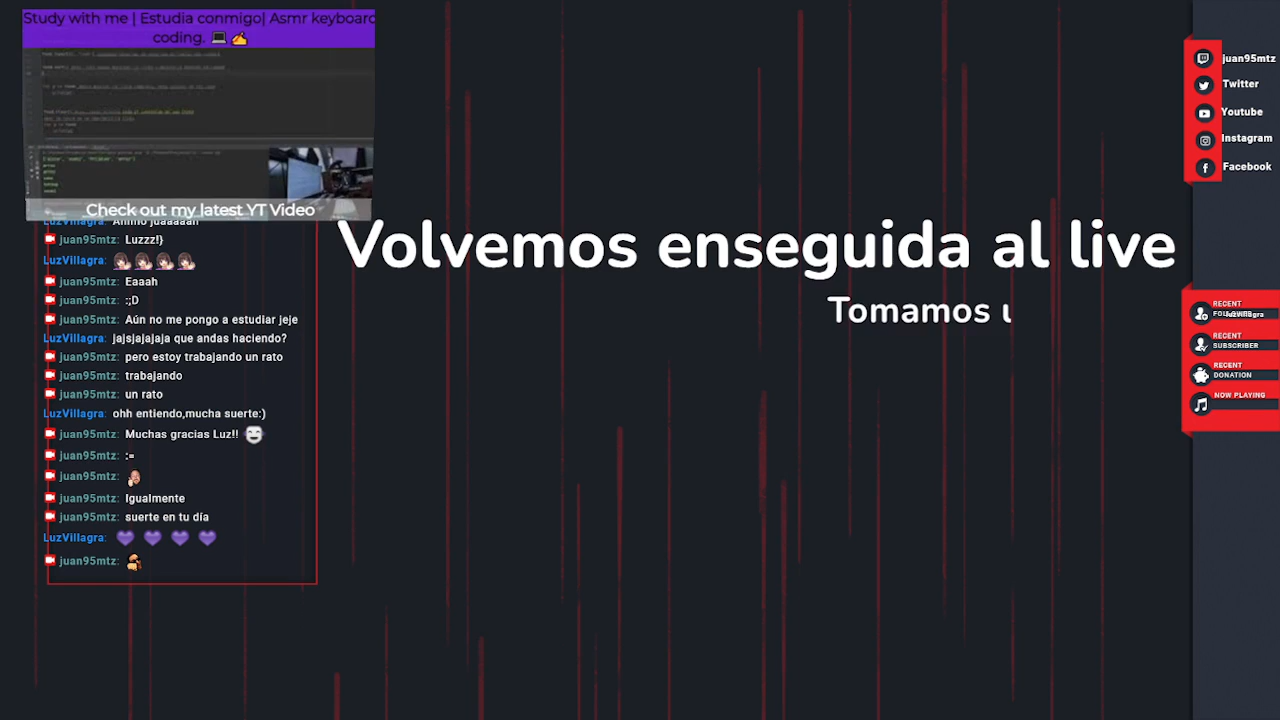 Study with me | Estudia conmigo| Asmr keyboard
coding.
Check out my latest YT Video
LuzVillagra: Animo juaaaaan
juan95mtz: Luzzz!}
LuzVillagra:
juan95mtz: Eaaah
juan95mtz: :;D
juan95mtz: Aún no me pongo a estudiar jeje
LuzVillagra: jajsjajajaja que andas haciendo?
juan95mtz: pero estoy trabajando un rato
juan95mtz: trabajando
juan95mtz: un rato
LuzVillagra: ohh entiendo,mucha suerte:)
juan95mtz: Muchas gracias Luz!!
juan95mtz: :=
juan95mtz:
juan95mtz: Igualmente
juan95mtz: suerte en tu día
LuzVillagra:
juan95mtz:
Volvemos enseguida al live
Tomamos
juan95mtz
Twitter
Youtube
Instagram
Facebook
RECENT
LuzVillagra
RECENT
SUBSCRIBER
RECENT
DONATION
NOW PLAYING